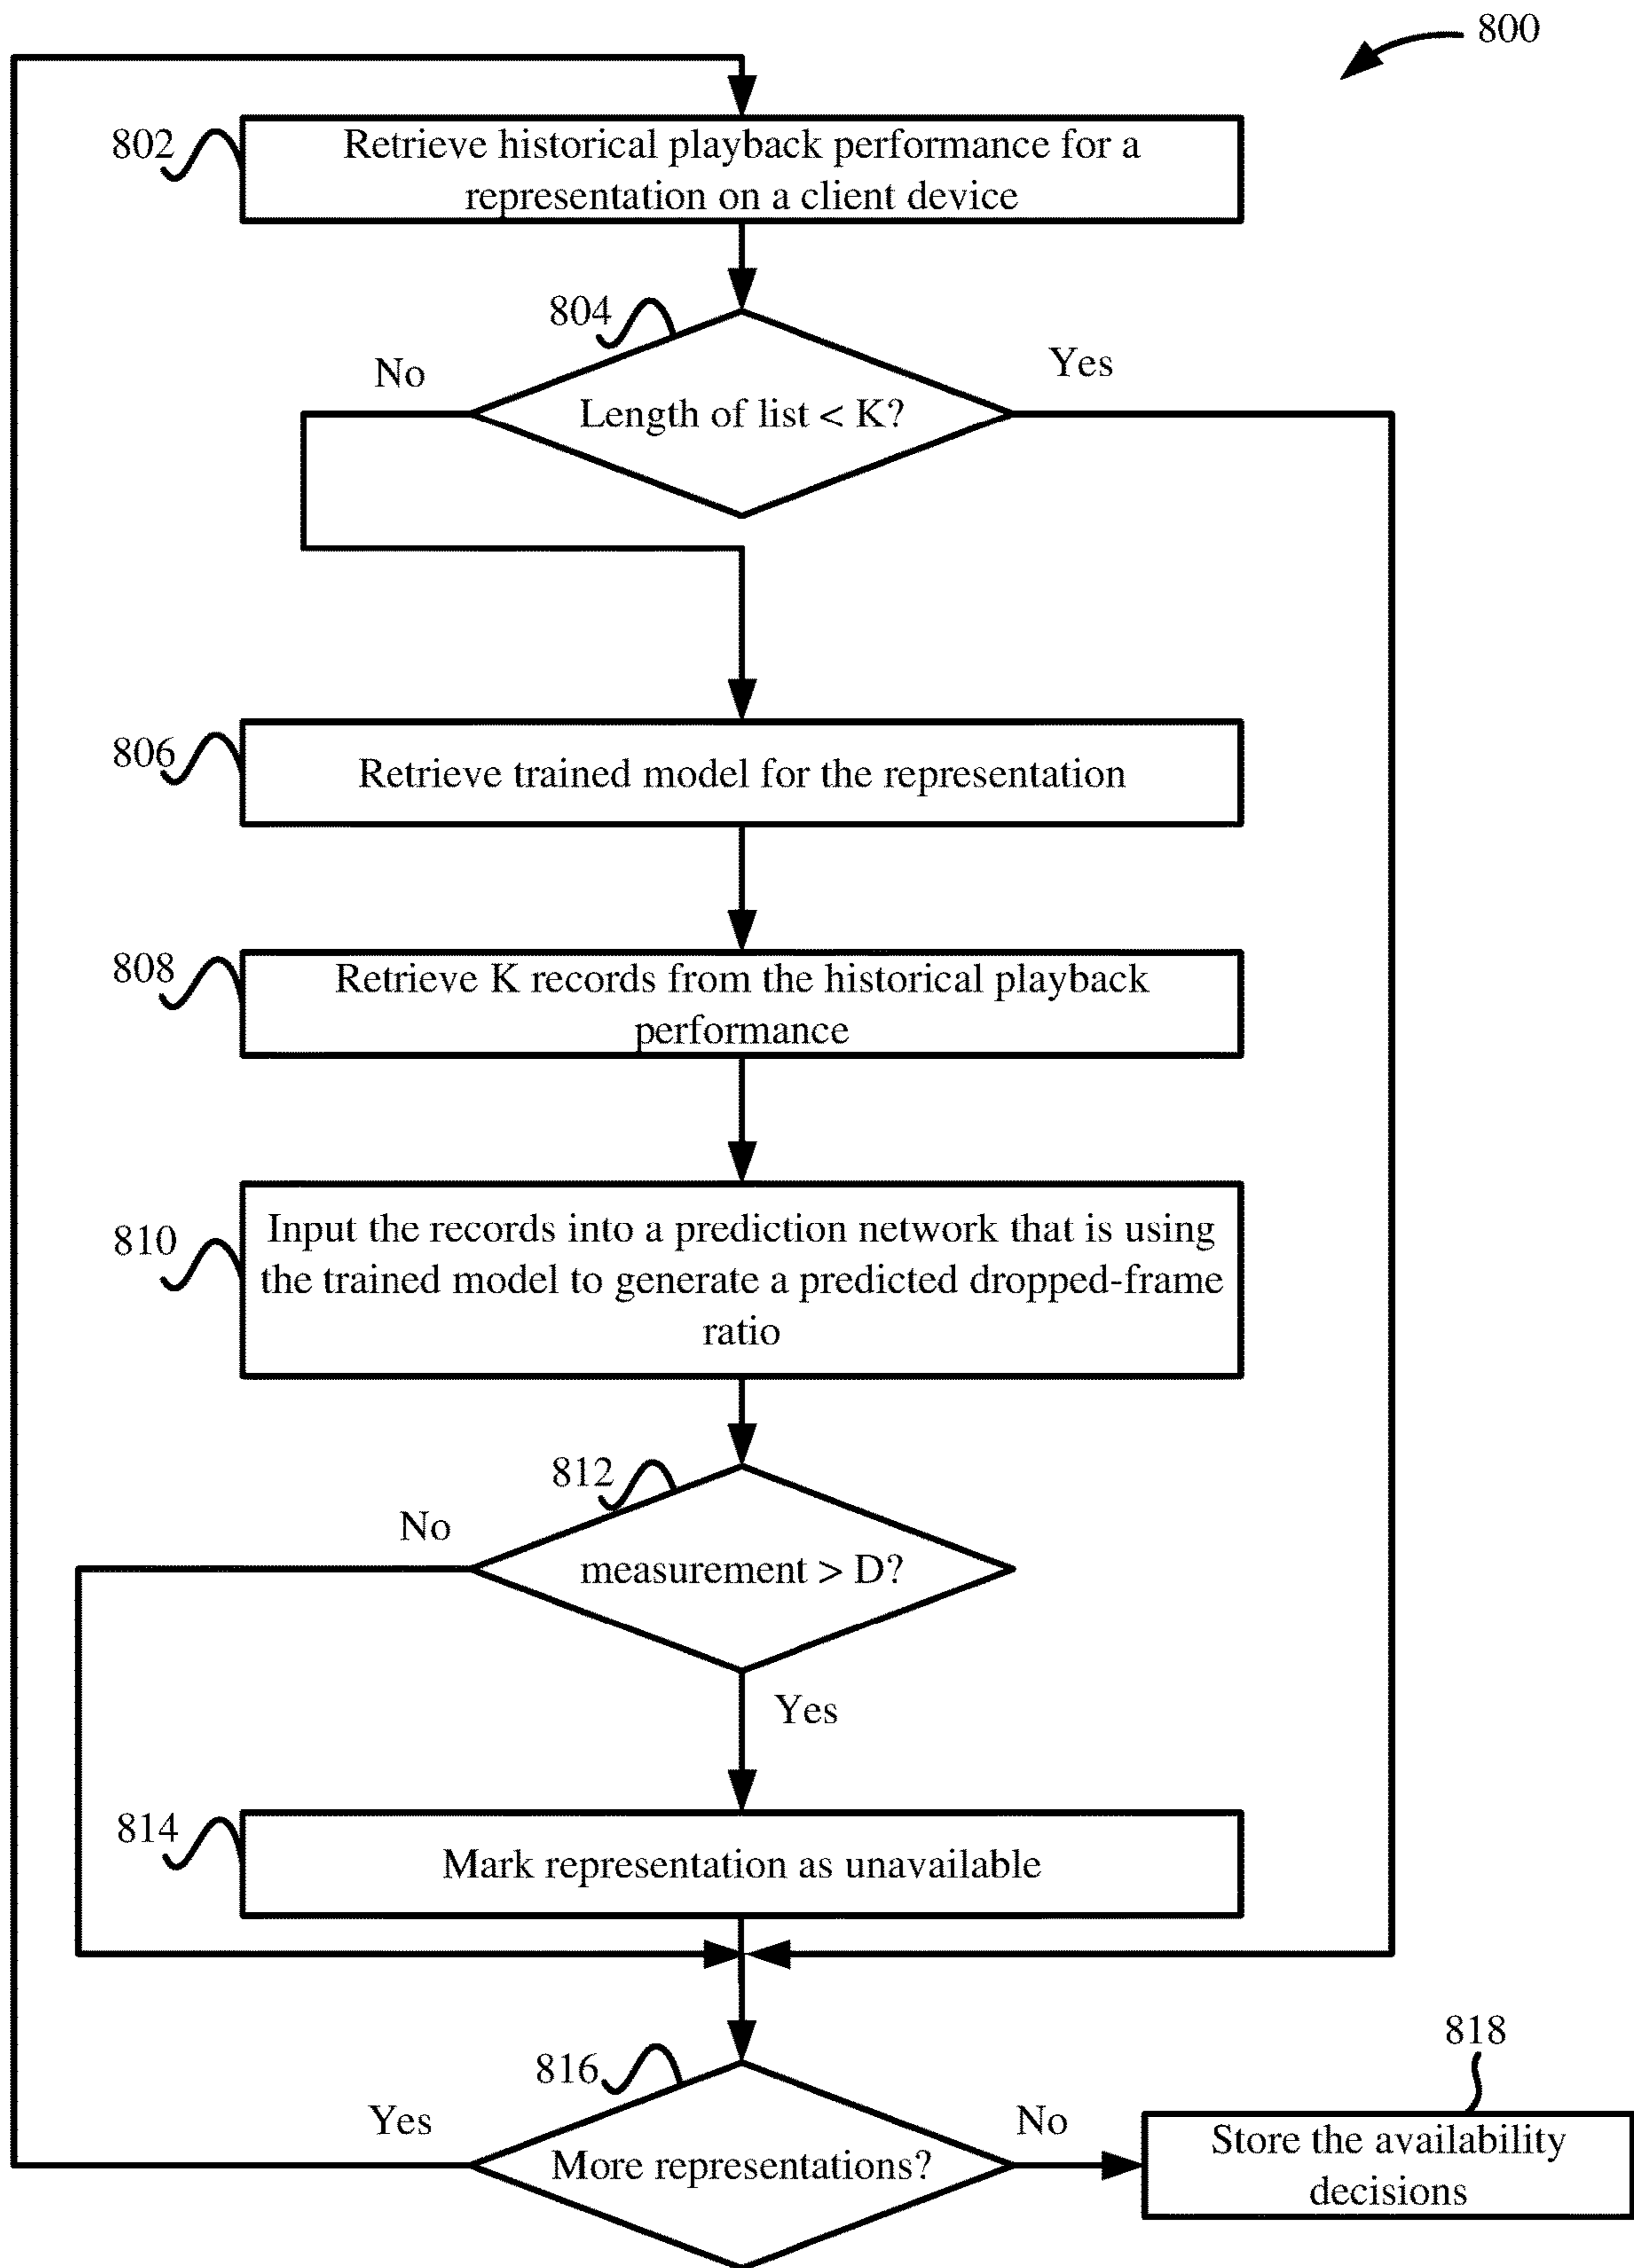 800
802
Retrieve historical playback performance for a
representation on a client device
804
No
Yes
Length of list < K?
806
Retrieve trained model for the representation
808
Retrieve K records from the historical playback
performance
810
Input the records into a prediction network that is using
the trained model to generate a predicted dropped-frame
ratio
812
No
measurement > D?
Yes
814
Mark representation as unavailable
816
Yes
More representations?
No
818
Store the availability
decisions